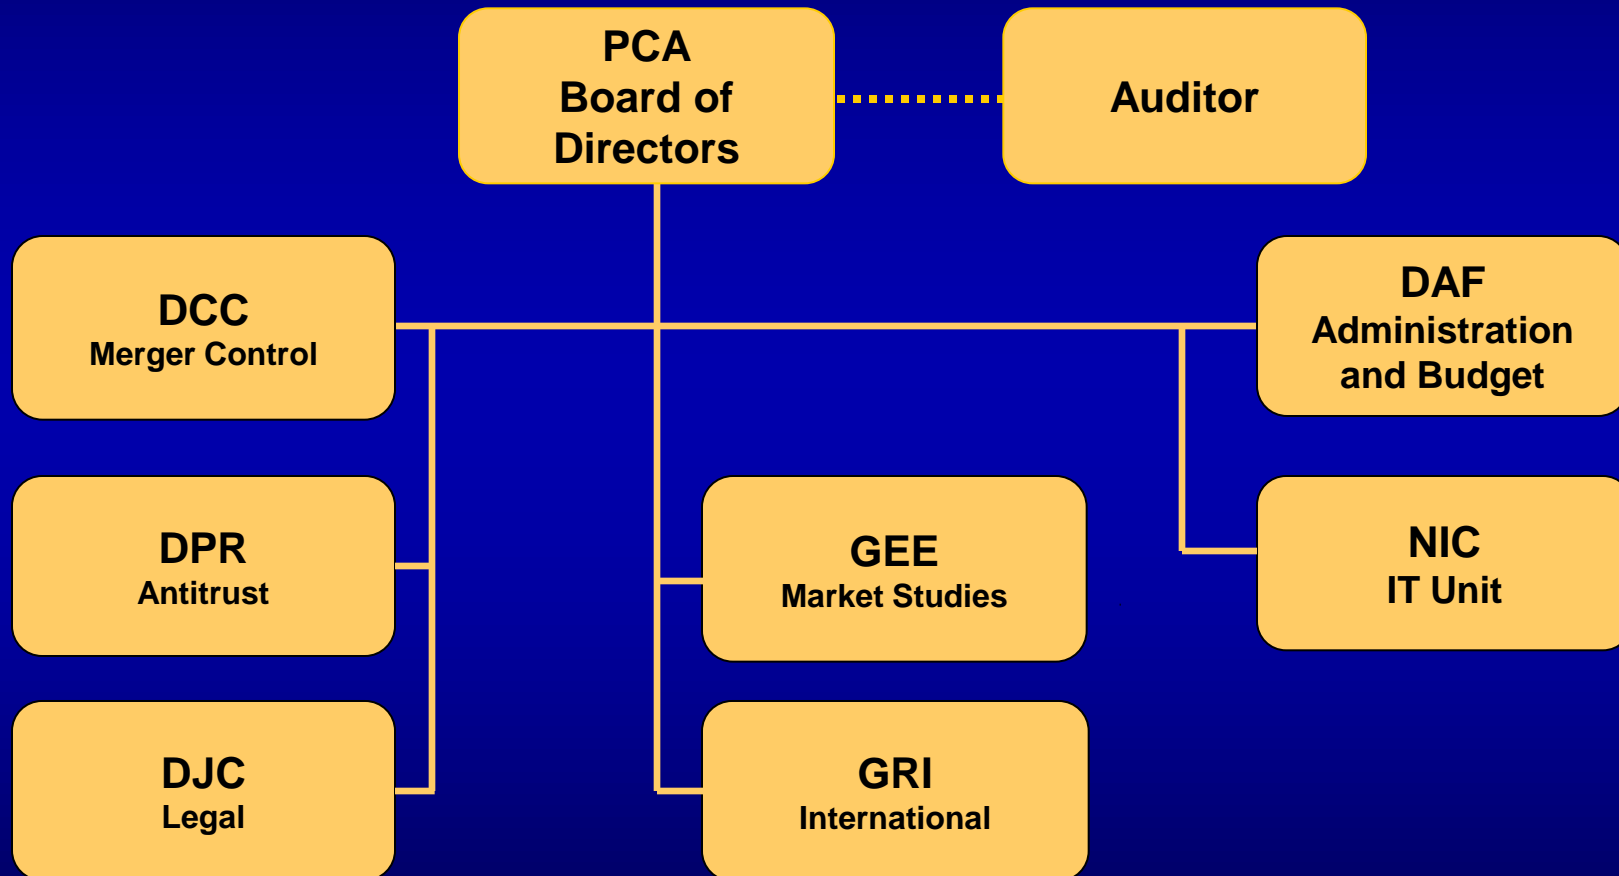 PCA
Board of
Directors
Auditor
DCC
Merger Control
DAF
Administration
and Budget
DPR
Antitrust
GEE
Market Studies
NIC
IT Unit
DJC
Legal
GRI
International